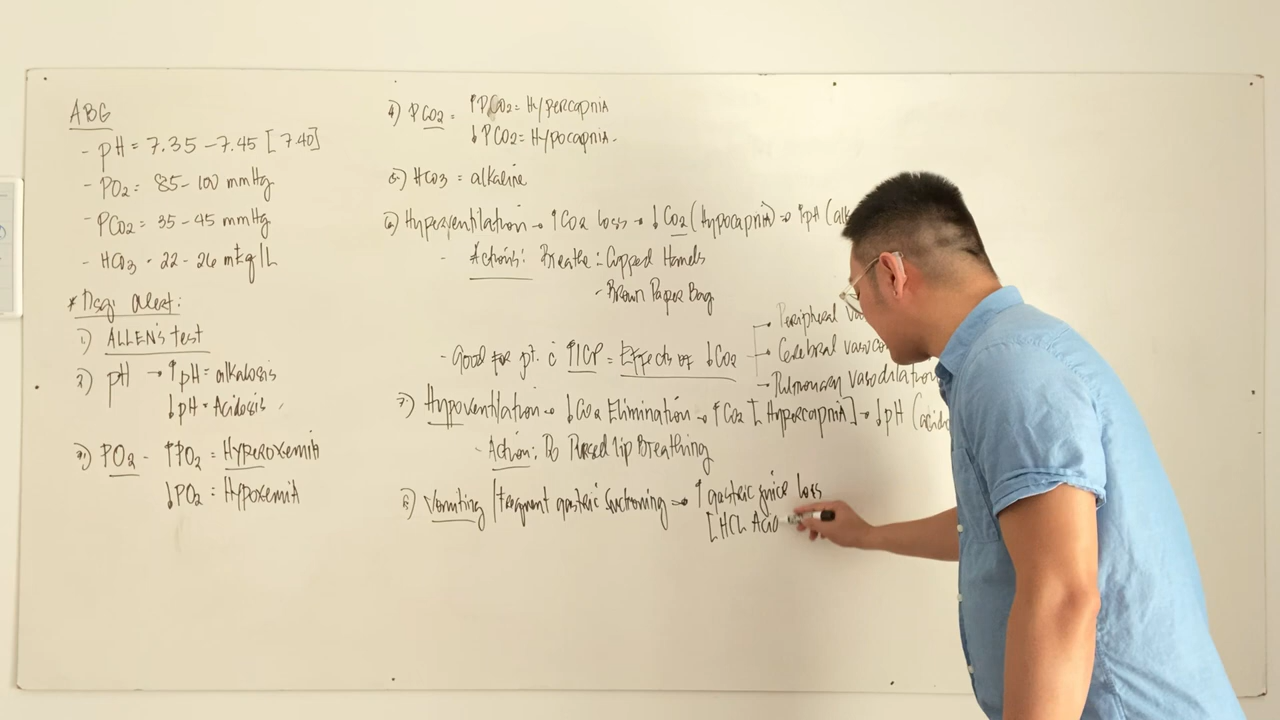 ABG
- pH = 7.35 - 7.45 [7.40]
- PO2 = 85 - 100 mmHg
- PCO2 = 35 - 45 mmHg
- HCO3 - 22 - 26 mEq/L
* Nsg. alert:
1) ALLEN's test
2) pH → ↑pH = alkalosis
↓pH = Acidosis
3) PO2 - ↑PO2 = Hyperoxemia
↓PO2 = Hypoxemia
4) PCO2 = ↑PCO2 = Hypercapnia
↓PCO2 = Hypocapnia
5) HCO3 = alkaline
6) Hyperventilation → ↑CO2 loss → ↓CO2 (Hypocapnia) → ↑pH (alk
- Actions: Breathe: Cupped Hands
- Brown Paper Bag
- Good for pt. c̄ ↑ICP = Effects of ↓CO2
Peripheral
Cerebral
Pulmonary Vasodilation
7) Hypoventilation → ↓CO2 Elimination → ↑CO2 [Hypercapnia] → ↓pH (acido
- Action: Pursed lip Breathing
8) Vomiting / frequent gastric suctioning → ↑gastric juice loss
[HCL Acid